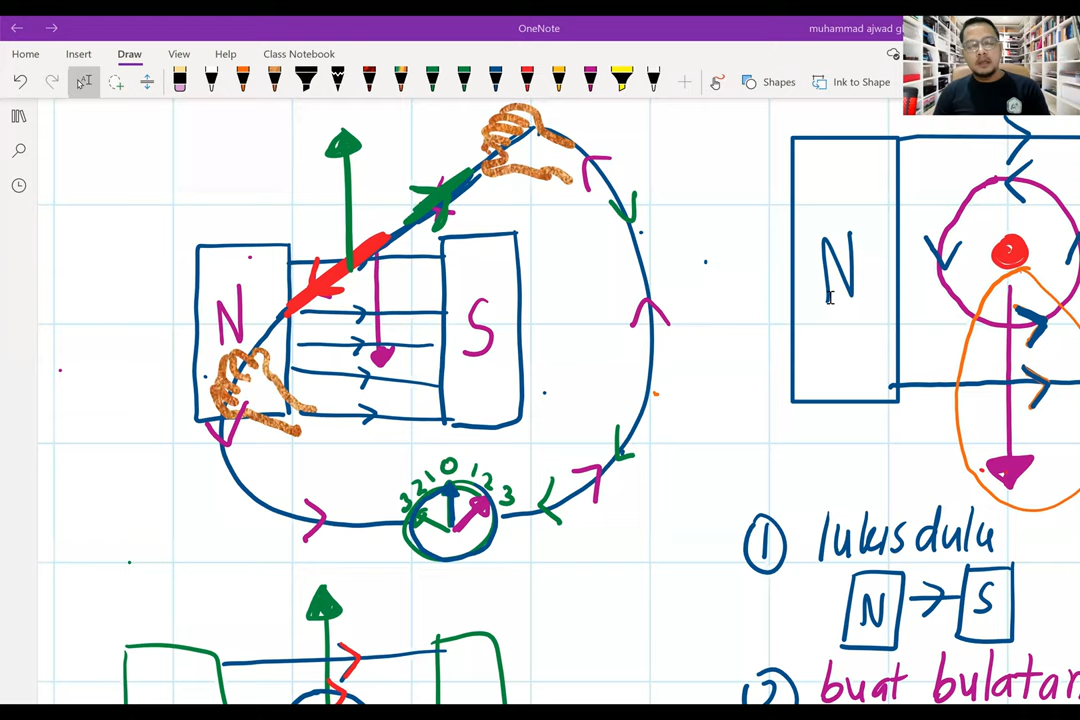 OneNote
muhammad ajwad g
Home Insert Draw View Help Class Notebook
Shapes Ink to Shape
N S
3 2 1 0 1 2 3
N
① lukis dulu
N → S
② buat bulatan